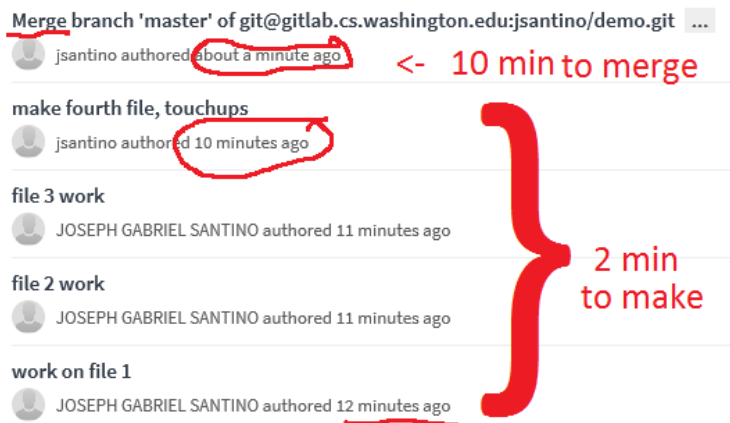 Merge branch 'master' of git@gitlab.cs.washington.edu:jsantino/demo.git ...
jsantino authored about a minute ago
<- 10 min to merge
make fourth file, touchups
jsantino authored 10 minutes ago
file 3 work
JOSEPH GABRIEL SANTINO authored 11 minutes ago
2 min
to make
file 2 work
JOSEPH GABRIEL SANTINO authored 11 minutes ago
work on file 1
JOSEPH GABRIEL SANTINO authored 12 minutes ago